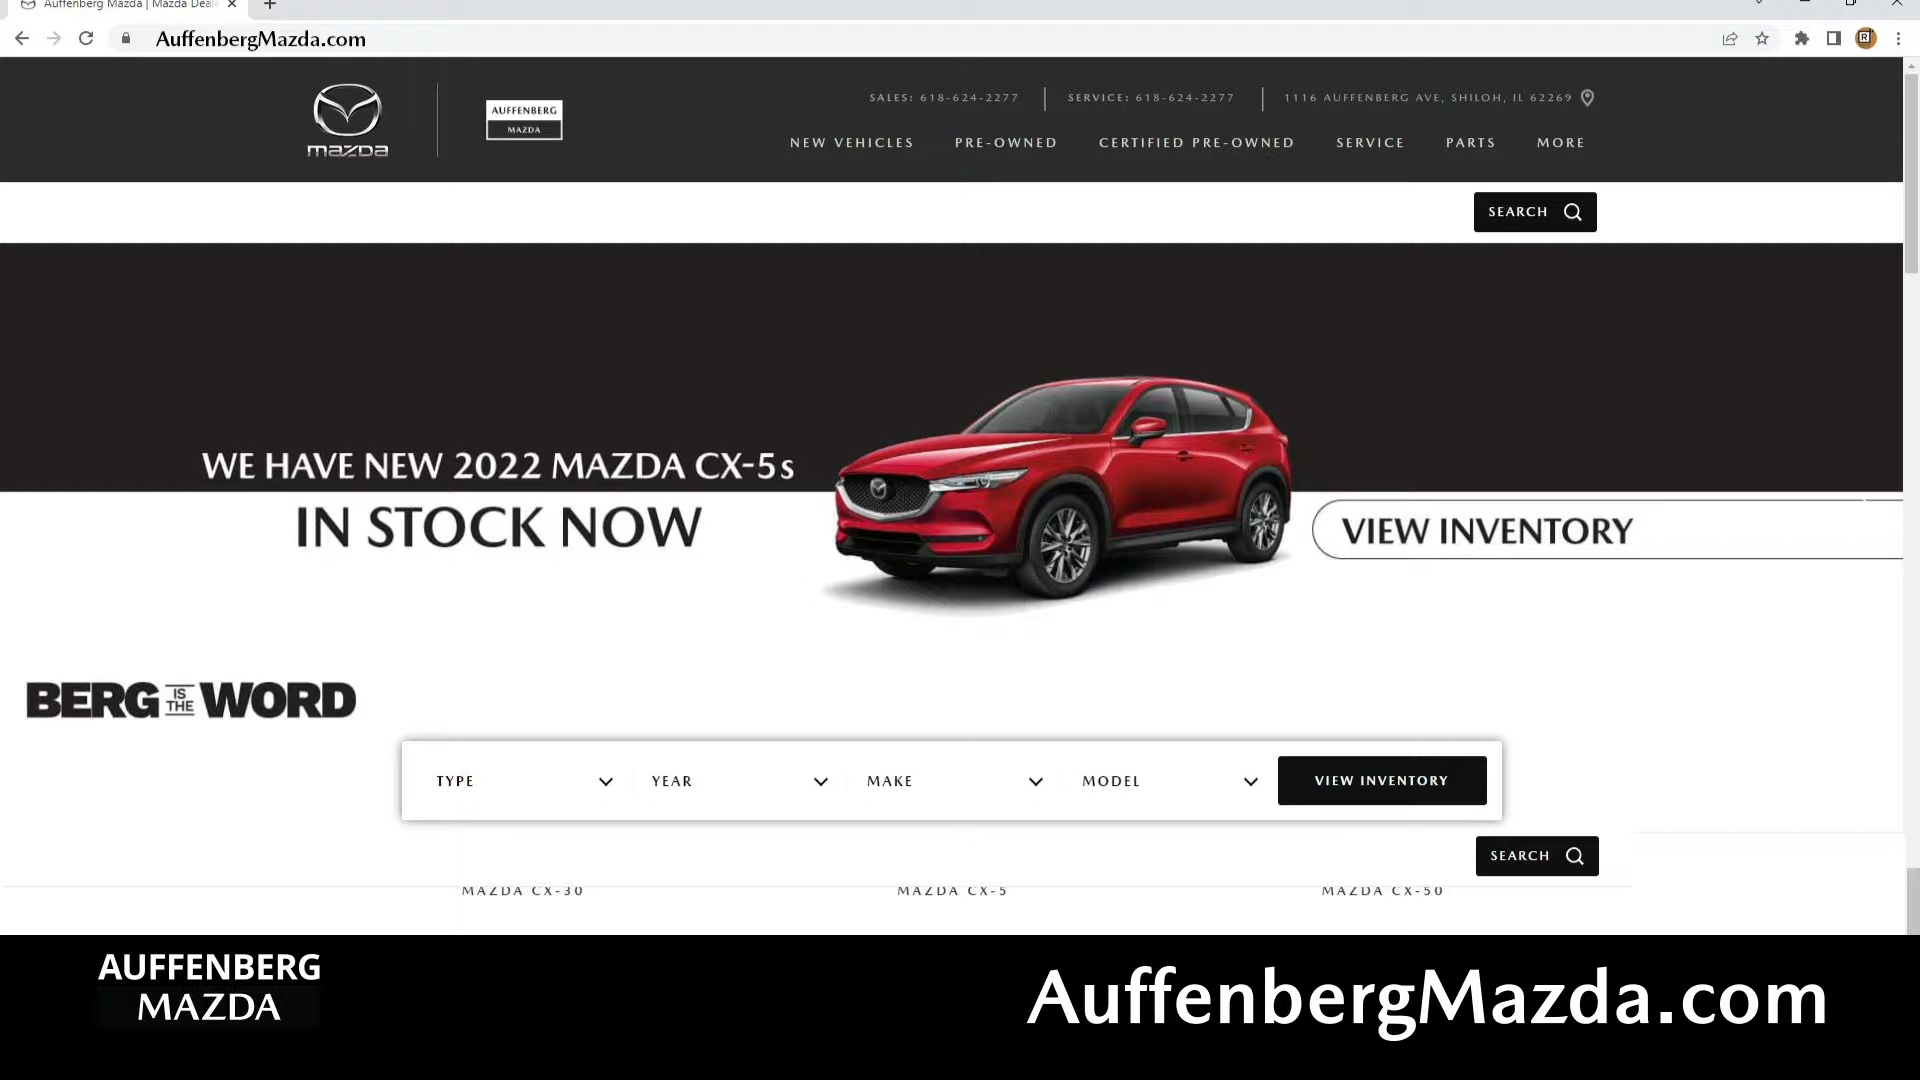 Auffenberg Mazda | Mazda Deale
AuffenbergMazda.com
mazda
AUFFENBERG
MAZDA
SALES: 618-624-2277
SERVICE: 618-624-2277
1116 AUFFENBERG AVE, SHILOH, IL 62269
NEW VEHICLES
PRE-OWNED
CERTIFIED PRE-OWNED
SERVICE
PARTS
MORE
SEARCH
WE HAVE NEW 2022 MAZDA CX-5s
IN STOCK NOW
VIEW INVENTORY
BERG IS THE WORD
TYPE
YEAR
MAKE
MODEL
VIEW INVENTORY
SEARCH
MAZDA CX-30
MAZDA CX-5
MAZDA CX-50
AUFFENBERG
MAZDA
AuffenbergMazda.com